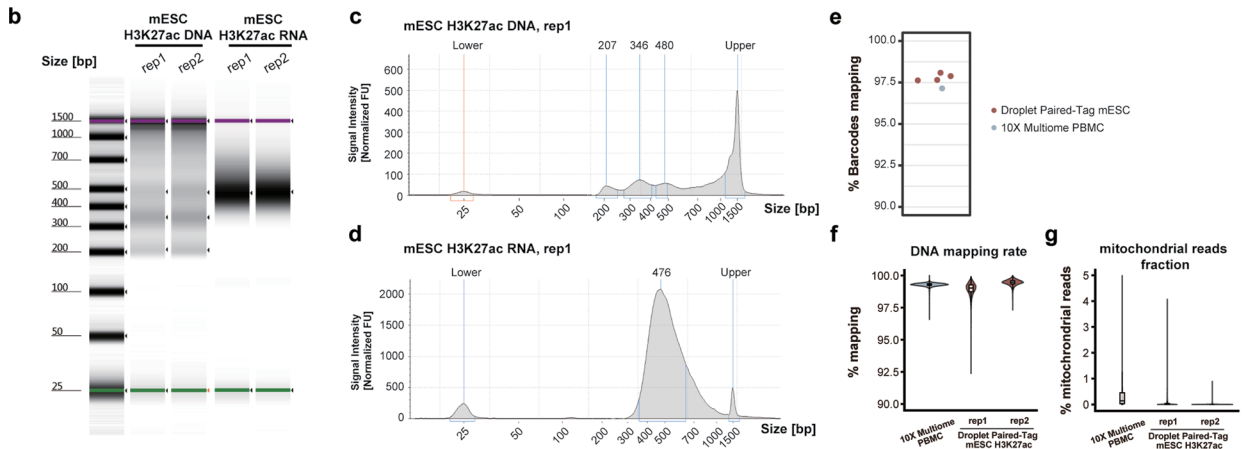 b
mESC
H3K27ac DNA
mESC
H3K27ac RNA
Size [bp]
rep1
rep2
rep1
rep2
1500
1000
700
500
400
300
200
100
50
25
c
mESC H3K27ac DNA, rep1
Lower
207
346
480
Upper
Signal Intensity
[Normalized FU]
600
500
400
300
200
100
0
25
50
100
200
300
400
500
700
1000
1500
Size [bp]
d
mESC H3K27ac RNA, rep1
Lower
476
Upper
Signal Intensity
[Normalized FU]
2000
1500
1000
500
0
25
50
100
200
300
400
500
700
1000
1500
Size [bp]
e
% Barcodes mapping
100.0
97.5
95.0
92.5
90.0
Droplet Paired-Tag mESC
10X Multiome PBMC
f
DNA mapping rate
% mapping
100.0
97.5
95.0
92.5
90.0
10X Multiome
PBMC
rep1
rep2
Droplet Paired-Tag
mESC H3K27ac
g
mitochondrial reads
fraction
% mitochrondrial reads
5
4
3
2
1
0
10X Multiome
PBMC
rep1
rep2
Droplet Paired-Tag
mESC H3K27ac